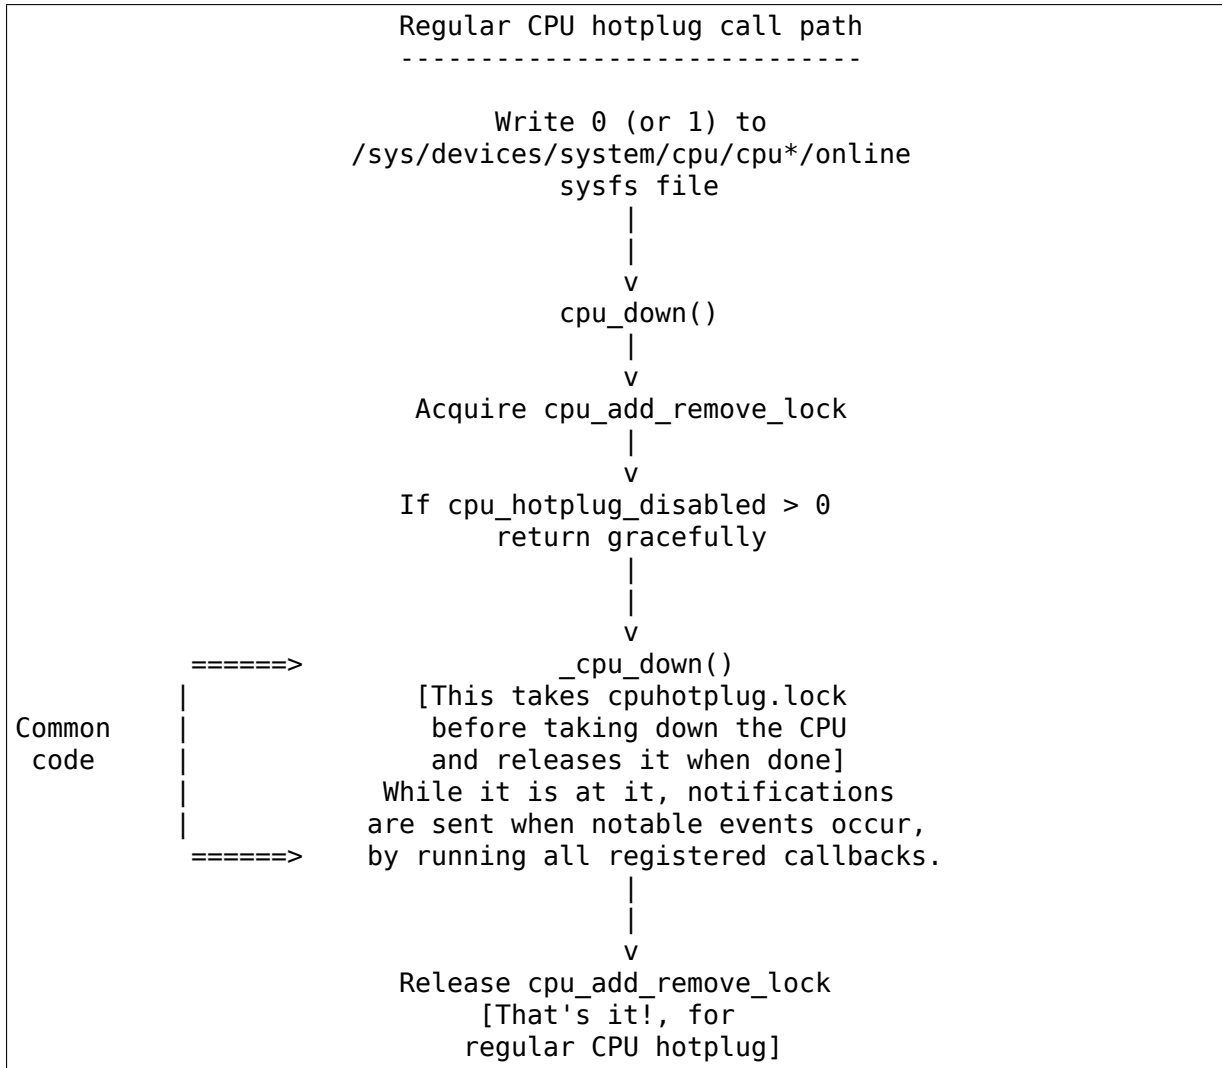 Regular CPU hotplug call path
-----------------------------
Write 0 (or 1) to
/sys/devices/system/cpu/cpu*/online
sysfs file
|
|
v
cpu_down()
|
v
Acquire cpu_add_remove_lock
|
v
If cpu_hotplug_disabled > 0
return gracefully
|
|
v
======>                _cpu_down()
|              [This takes cpuhotplug.lock
Common    |               before taking down the CPU
code     |               and releases it when done]
|            While it is at it, notifications
|           are sent when notable events occur,
======>    by running all registered callbacks.
|
|
v
Release cpu_add_remove_lock
[That's it!, for
regular CPU hotplug]